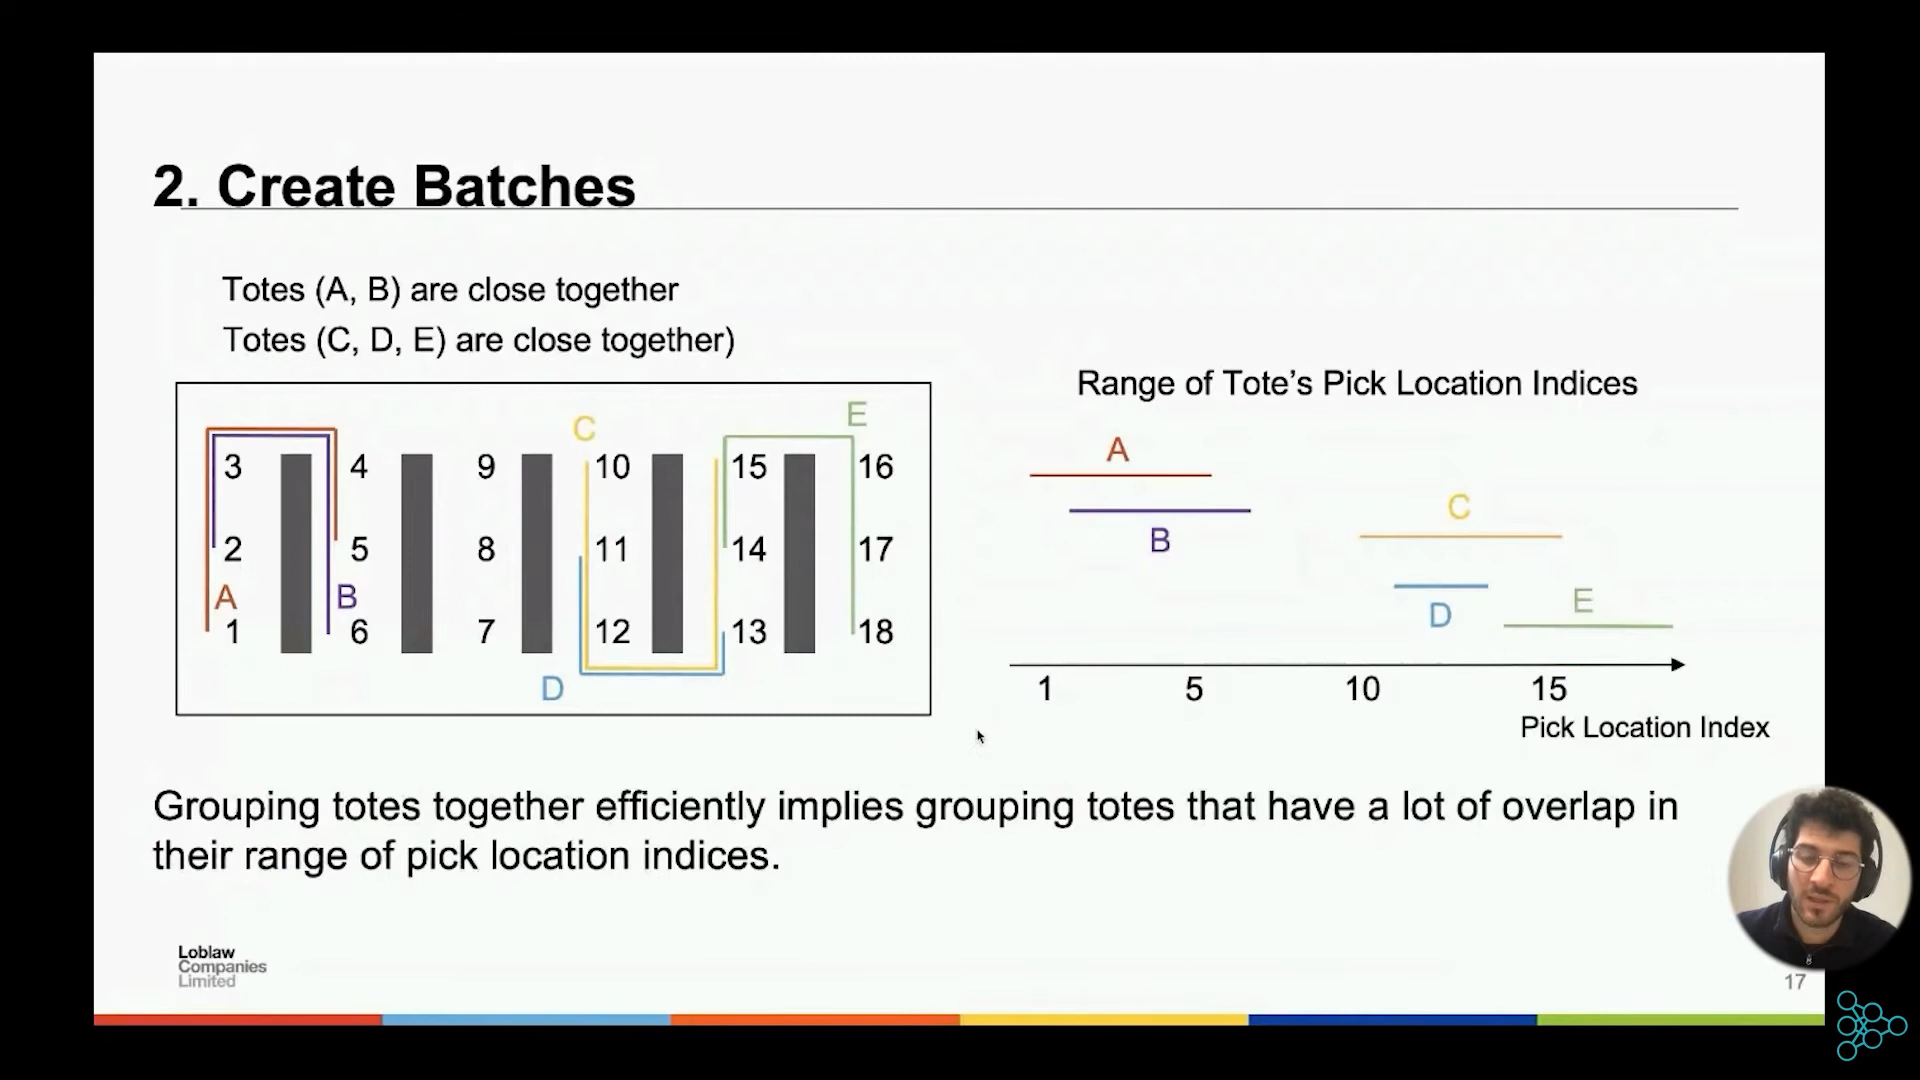 2. Create Batches
Totes (A, B) are close together
Totes (C, D, E) are close together)
C
E
3 4 9 10 15 16
2 5 8 11 14 17
A B
1 6 7 12 13 18
D
Range of Tote's Pick Location Indices
A
B
C
D
E
1 5 10 15
Pick Location Index
Grouping totes together efficiently implies grouping totes that have a lot of overlap in
their range of pick location indices.
Loblaw
Companies
Limited
17